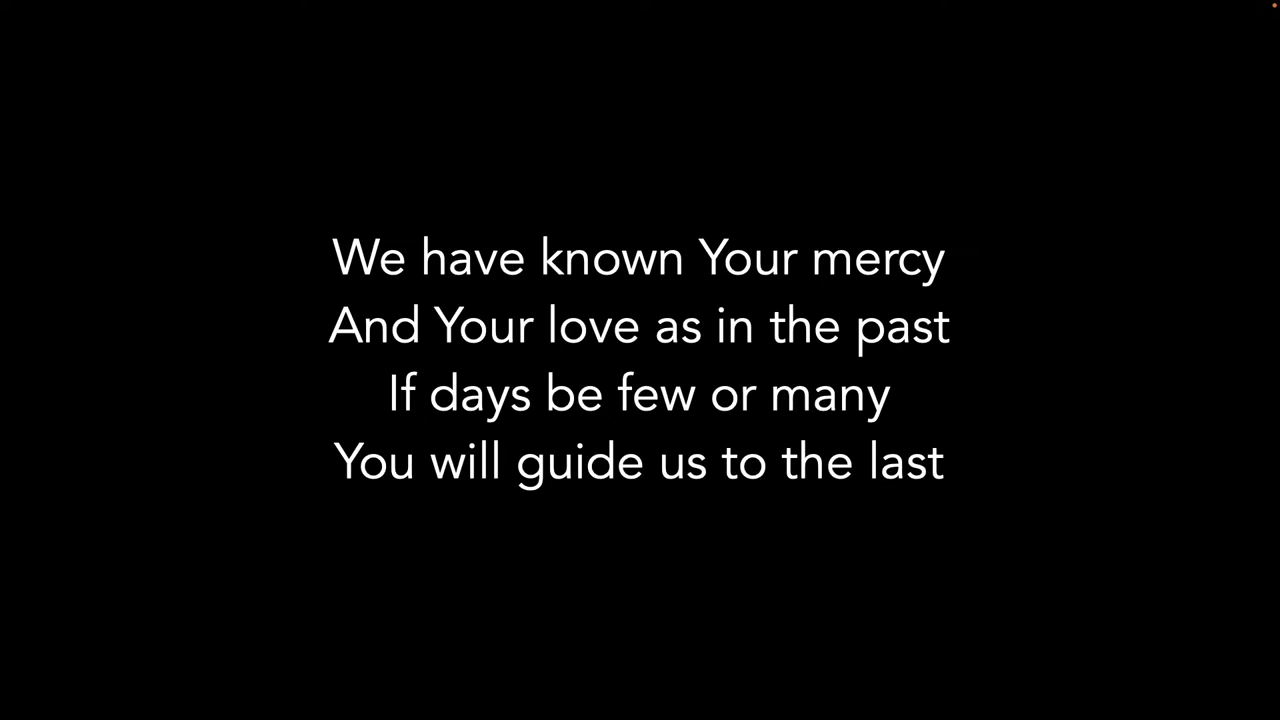 We have known Your mercy
And Your love as in the past
If days be few or many
You will guide us to the last